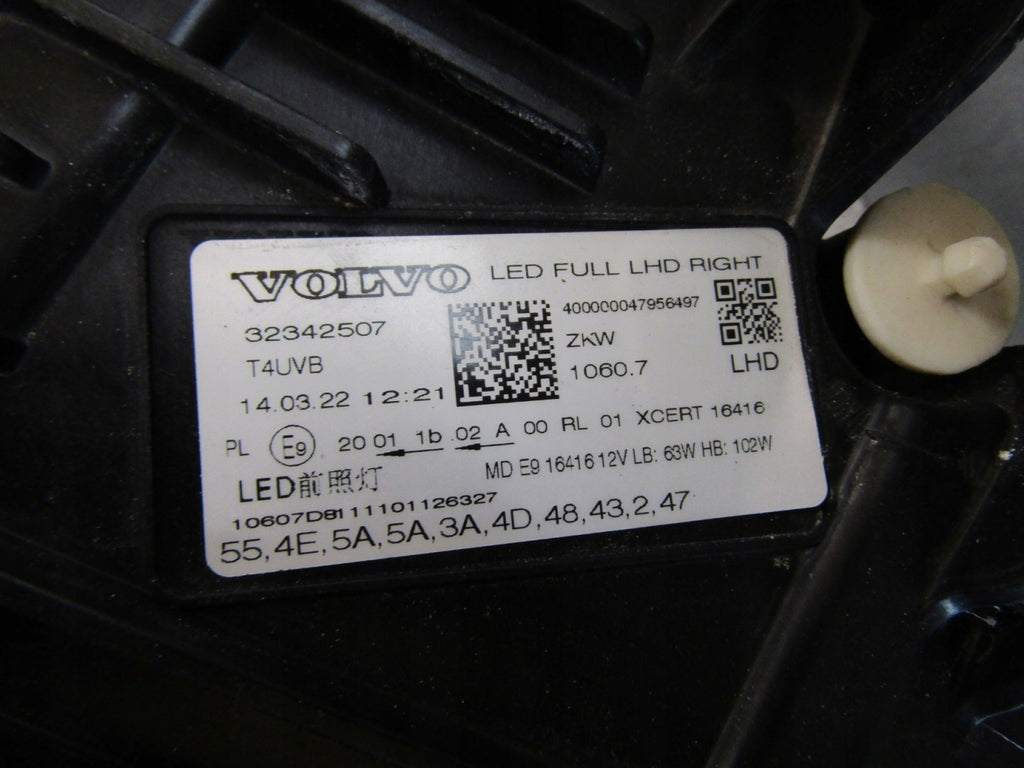 VOLVO LED FULL LHD RIGHT
32342507
400000047956497
T4UVB
ZKW
14.03.22 12:21
1060.7
LHD
PL E9 20 01 1b 02 A 00 RL 01 XCERT 16416
LED前照灯
MD E9 16416 12V LB: 63W HB: 102W
10607D8111101126327
55,4E,5A,5A,3A,4D,48,43,2,47